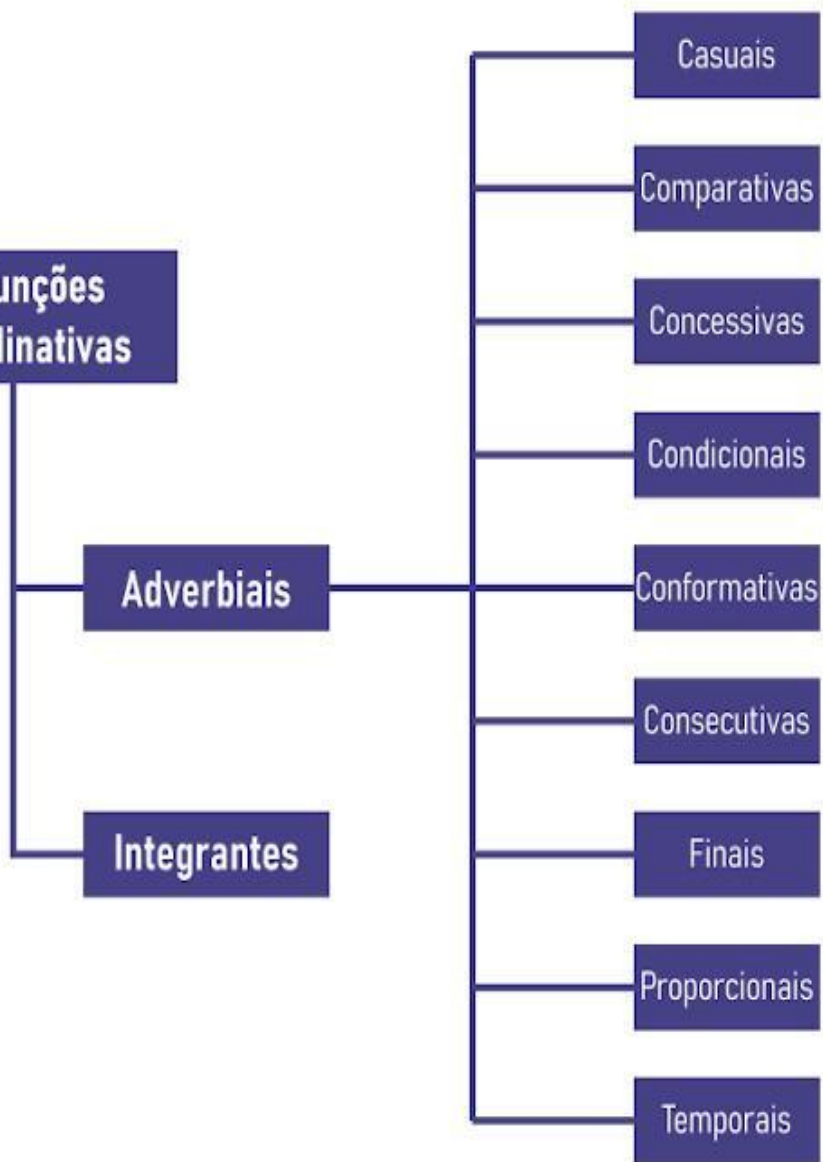 unções
linativas
Adverbiais
Integrantes
Casuais
Comparativas
Concessivas
Condicionais
Conformativas
Consecutivas
Finais
Proporcionais
Temporais